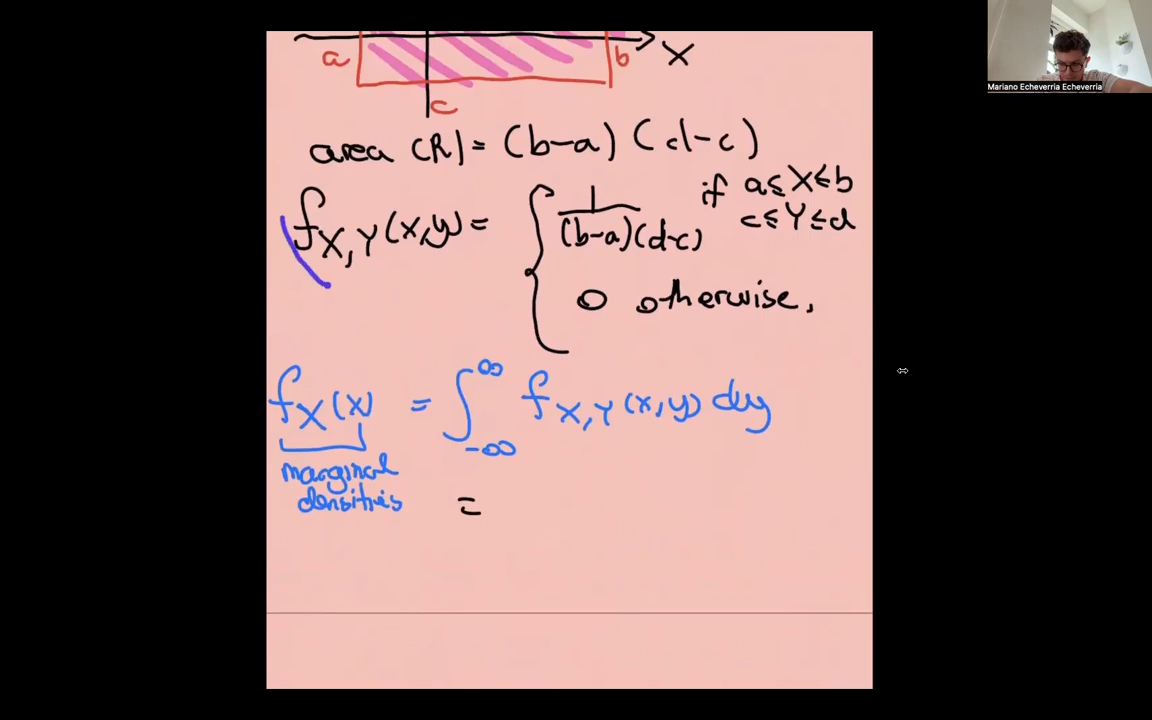 a
b
X
c
Mariano Echeverria Echeverria
area (R) = (b-a) (d-c)
f_{X,Y}(x,y) = { 1/((b-a)(d-c)) if a≤X≤b
c≤Y≤d
0 otherwise,
f_X(x) = ∫_{-∞}^{∞} f_{X,Y}(x,y) dy
marginal
densities
=